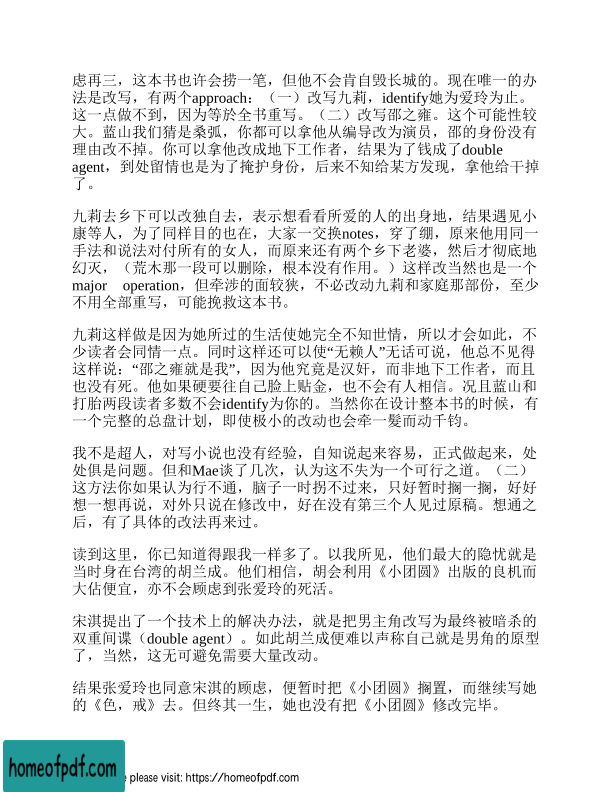 虑再三，这本书也许会捞一笔，但他不会肯自毁长城的。现在唯一的办
法是改写，有两个approach：（一）改写九莉，identify她为爱玲为止。
这一点做不到，因为等於全书重写。（二）改写邵之雍。这个可能性较
大。蓝山我们猜是桑弧，你都可以拿他从编导改为演员，邵的身份没有
理由改不掉。你可以拿他改成地下工作者，结果为了钱成了double
agent，到处留情也是为了掩护身份，后来不知给某方发现，拿他给干掉
了。
九莉去乡下可以改独自去，表示想看看所爱的人的出身地，结果遇见小
康等人，为了同样目的也在，大家一交换notes，穿了绷，原来他用同一
手法和说法对付所有的女人，而原来还有两个乡下老婆，然后才彻底地
幻灭，（荒木那一段可以删除，根本没有作用。）这样改当然也是一个
major operation，但牵涉的面较狭，不必改动九莉和家庭那部份，至少
不用全部重写，可能挽救这本书。
九莉这样做是因为她所过的生活使她完全不知世情，所以才会如此，不
少读者会同情一点。同时这样还可以使“无赖人”无话可说，他总不见得
这样说：“邵之雍就是我”，因为他究竟是汉奸，而非地下工作者，而且
也没有死。他如果硬要往自己脸上贴金，也不会有人相信。况且蓝山和
打胎两段读者多数不会identify为你的。当然你在设计整本书的时候，有
一个完整的总盘计划，即使极小的改动也会牵一髮而动千钧。
我不是超人，对写小说也没有经验，自知说起来容易，正式做起来，处
处俱是问题。但和Mae谈了几次，认为这不失为一个可行之道。（二）
这方法你如果认为行不通，脑子一时拐不过来，只好暂时搁一搁，好好
想一想再说，对外只说在修改中，好在没有第三个人见过原稿。想通之
后，有了具体的改法再来过。
读到这里，你已知道得跟我一样多了。以我所见，他们最大的隐忧就是
当时身在台湾的胡兰成。他们相信，胡会利用《小团圆》出版的良机而
大佔便宜，亦不会顾虑到张爱玲的死活。
宋淇提出了一个技术上的解决办法，就是把男主角改写为最终被暗杀的
双重间谍（double agent）。如此胡兰成便难以声称自己就是男角的原型
了，当然，这无可避免需要大量改动。
结果张爱玲也同意宋淇的顾虑，便暂时把《小团圆》搁置，而继续写她
的《色，戒》去。但终其一生，她也没有把《小团圆》修改完毕。
homeofpdf.com
e please visit: https://homeofpdf.com